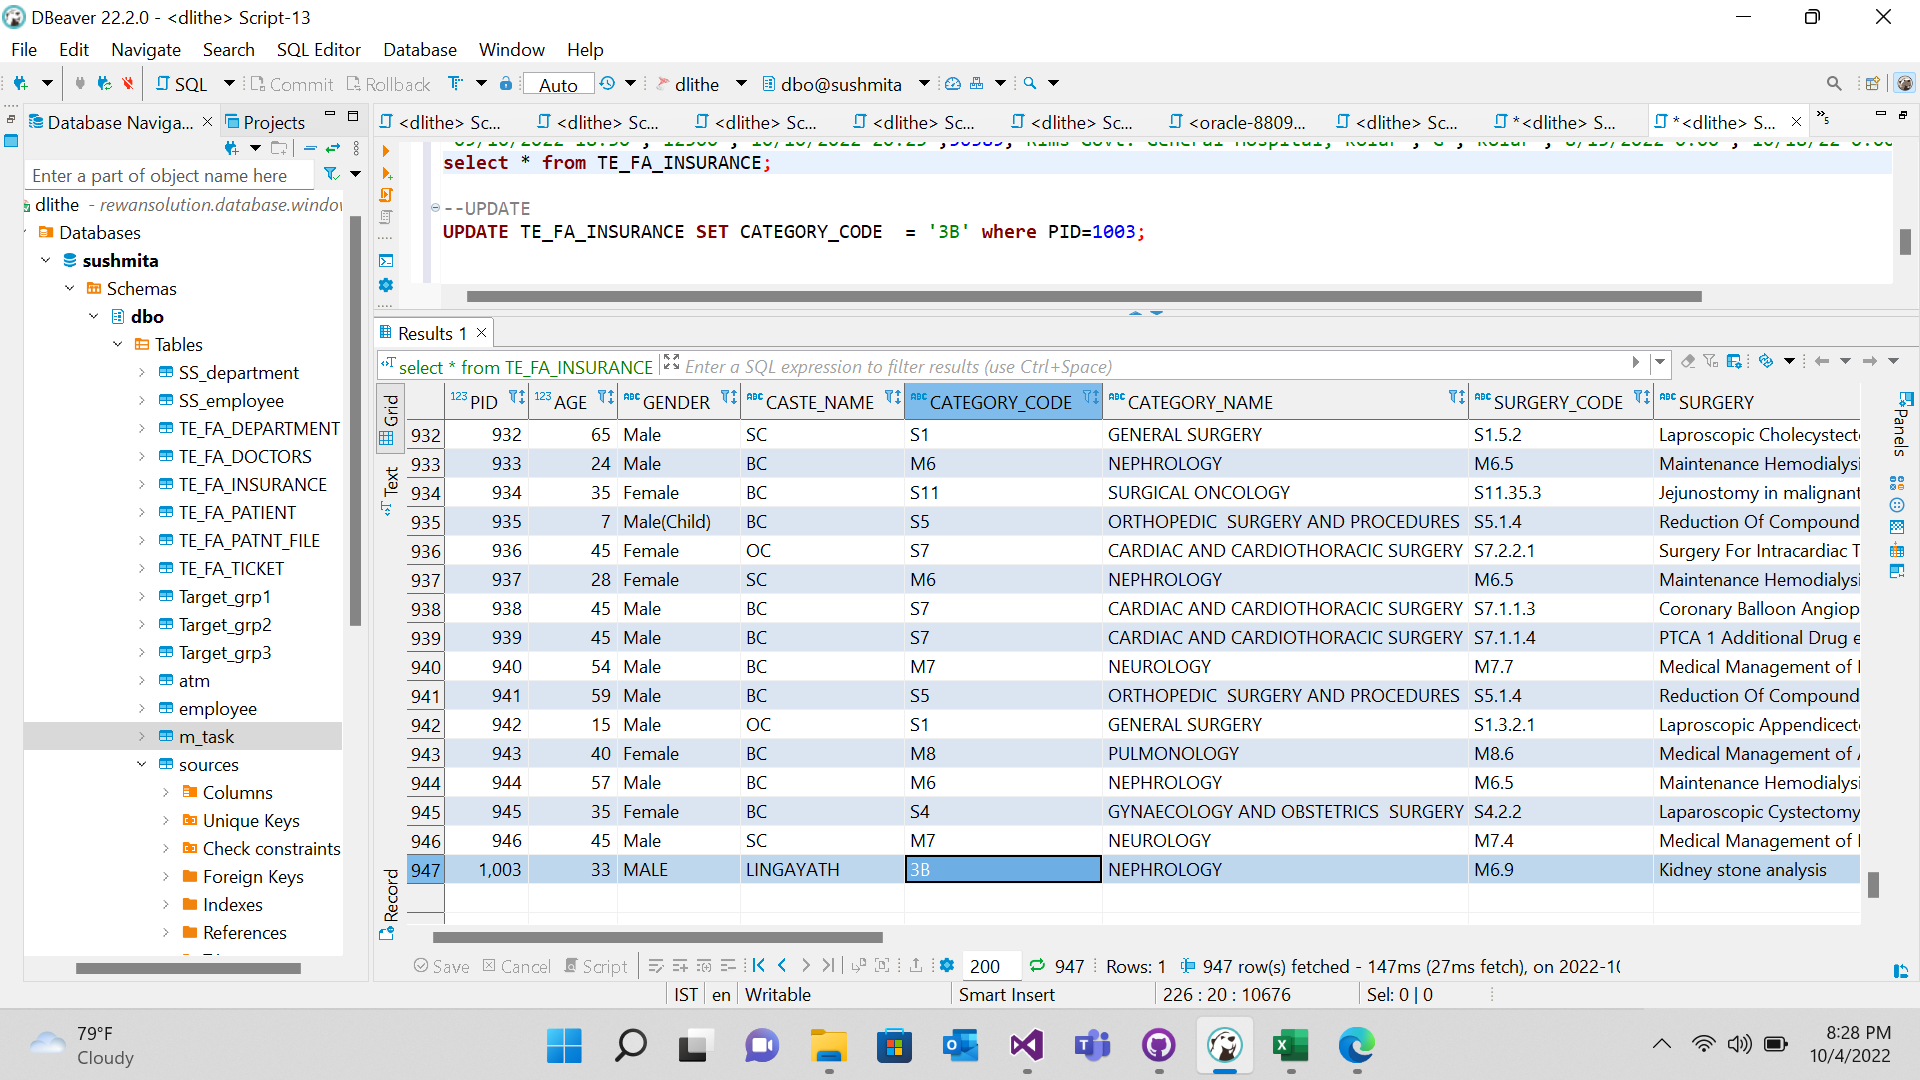 DBeaver 22.2.0 - <dlithe> Script-13
File Edit Navigate Search SQL Editor Database Window Help
SQL Commit Rollback Auto dlithe dbo@sushmita
Database Naviga... Projects
<dlithe> Sc... <dlithe> Sc... <dlithe> Sc... <dlithe> Sc... <dlithe> Sc... <oracle-8809... <dlithe> Sc... *<dlithe> S... *<dlithe> S... 5
Enter a part of object name here
dlithe - rewansolution.database.window
Databases
sushmita
Schemas
dbo
Tables
SS_department
SS_employee
TE_FA_DEPARTMENT
TE_FA_DOCTORS
TE_FA_INSURANCE
TE_FA_PATIENT
TE_FA_PATNT_FILE
TE_FA_TICKET
Target_grp1
Target_grp2
Target_grp3
atm
employee
m_task
sources
Columns
Unique Keys
Check constraints
Foreign Keys
Indexes
References
select * from TE_FA_INSURANCE;
--UPDATE
UPDATE TE_FA_INSURANCE SET CATEGORY_CODE = '3B' where PID=1003;
Results 1
select * from TE_FA_INSURANCE Enter a SQL expression to filter results (use Ctrl+Space)
Grid
Text
Record
Panels
123 PID 123 AGE ABC GENDER ABC CASTE_NAME ABC CATEGORY_CODE ABC CATEGORY_NAME ABC SURGERY_CODE ABC SURGERY
932 932 65 Male SC S1 GENERAL SURGERY S1.5.2 Laproscopic Cholecystect
933 933 24 Male BC M6 NEPHROLOGY M6.5 Maintenance Hemodialysi
934 934 35 Female BC S11 SURGICAL ONCOLOGY S11.35.3 Jejunostomy in malignant
935 935 7 Male(Child) BC S5 ORTHOPEDIC SURGERY AND PROCEDURES S5.1.4 Reduction Of Compound
936 936 45 Female OC S7 CARDIAC AND CARDIOTHORACIC SURGERY S7.2.2.1 Surgery For Intracardiac T
937 937 28 Female SC M6 NEPHROLOGY M6.5 Maintenance Hemodialysi
938 938 45 Male BC S7 CARDIAC AND CARDIOTHORACIC SURGERY S7.1.1.3 Coronary Balloon Angiop
939 939 45 Male BC S7 CARDIAC AND CARDIOTHORACIC SURGERY S7.1.1.4 PTCA 1 Additional Drug e
940 940 54 Male BC M7 NEUROLOGY M7.7 Medical Management of
941 941 59 Male BC S5 ORTHOPEDIC SURGERY AND PROCEDURES S5.1.4 Reduction Of Compound
942 942 15 Male OC S1 GENERAL SURGERY S1.3.2.1 Laproscopic Appendicect
943 943 40 Female BC M8 PULMONOLOGY M8.6 Medical Management of
944 944 57 Male BC M6 NEPHROLOGY M6.5 Maintenance Hemodialysi
945 945 35 Female BC S4 GYNAECOLOGY AND OBSTETRICS SURGERY S4.2.2 Laparoscopic Cystectomy
946 946 45 Male SC M7 NEUROLOGY M7.4 Medical Management of
947 1,003 33 MALE LINGAYATH 3B NEPHROLOGY M6.9 Kidney stone analysis
Save Cancel Script 200 947 Rows: 1 947 row(s) fetched - 147ms (27ms fetch), on 2022-10
IST en Writable Smart Insert 226 : 20 : 10676 Sel: 0 | 0
79°F
Cloudy
8:28 PM
10/4/2022